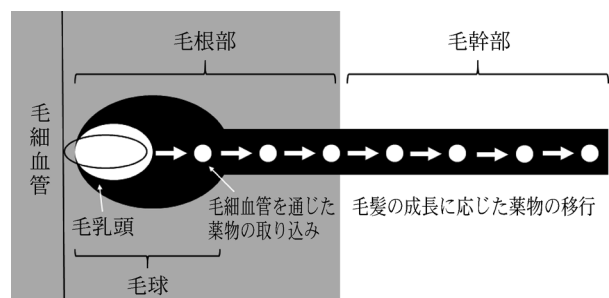 毛根部
毛幹部
毛細血管
毛乳頭
毛細血管を通じた
薬物の取り込み
毛髪の成長に応じた薬物の移行
毛球